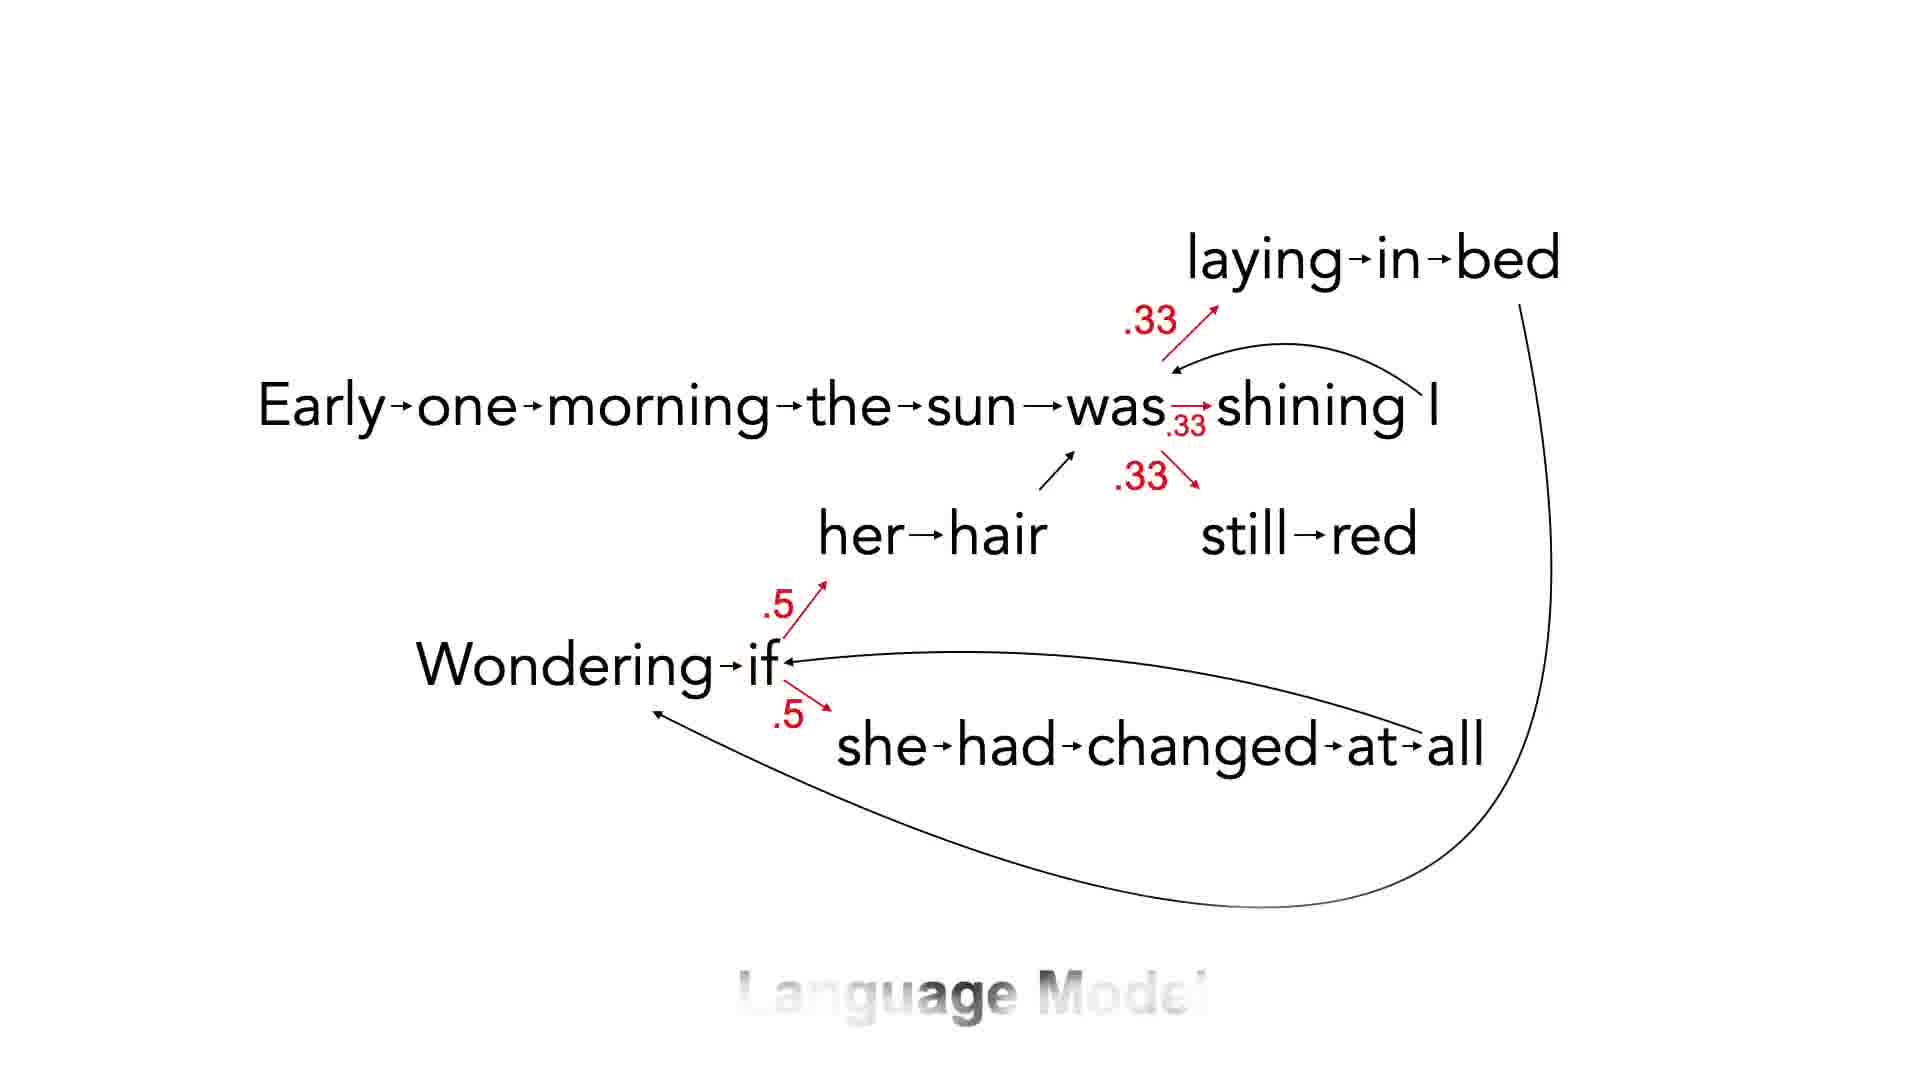 laying→in→bed
.33
Early→one→morning→the→sun→was→shining I
.33
.33
her→hair
still→red
.5
Wondering→if
.5
she→had→changed→at→all
Language Model